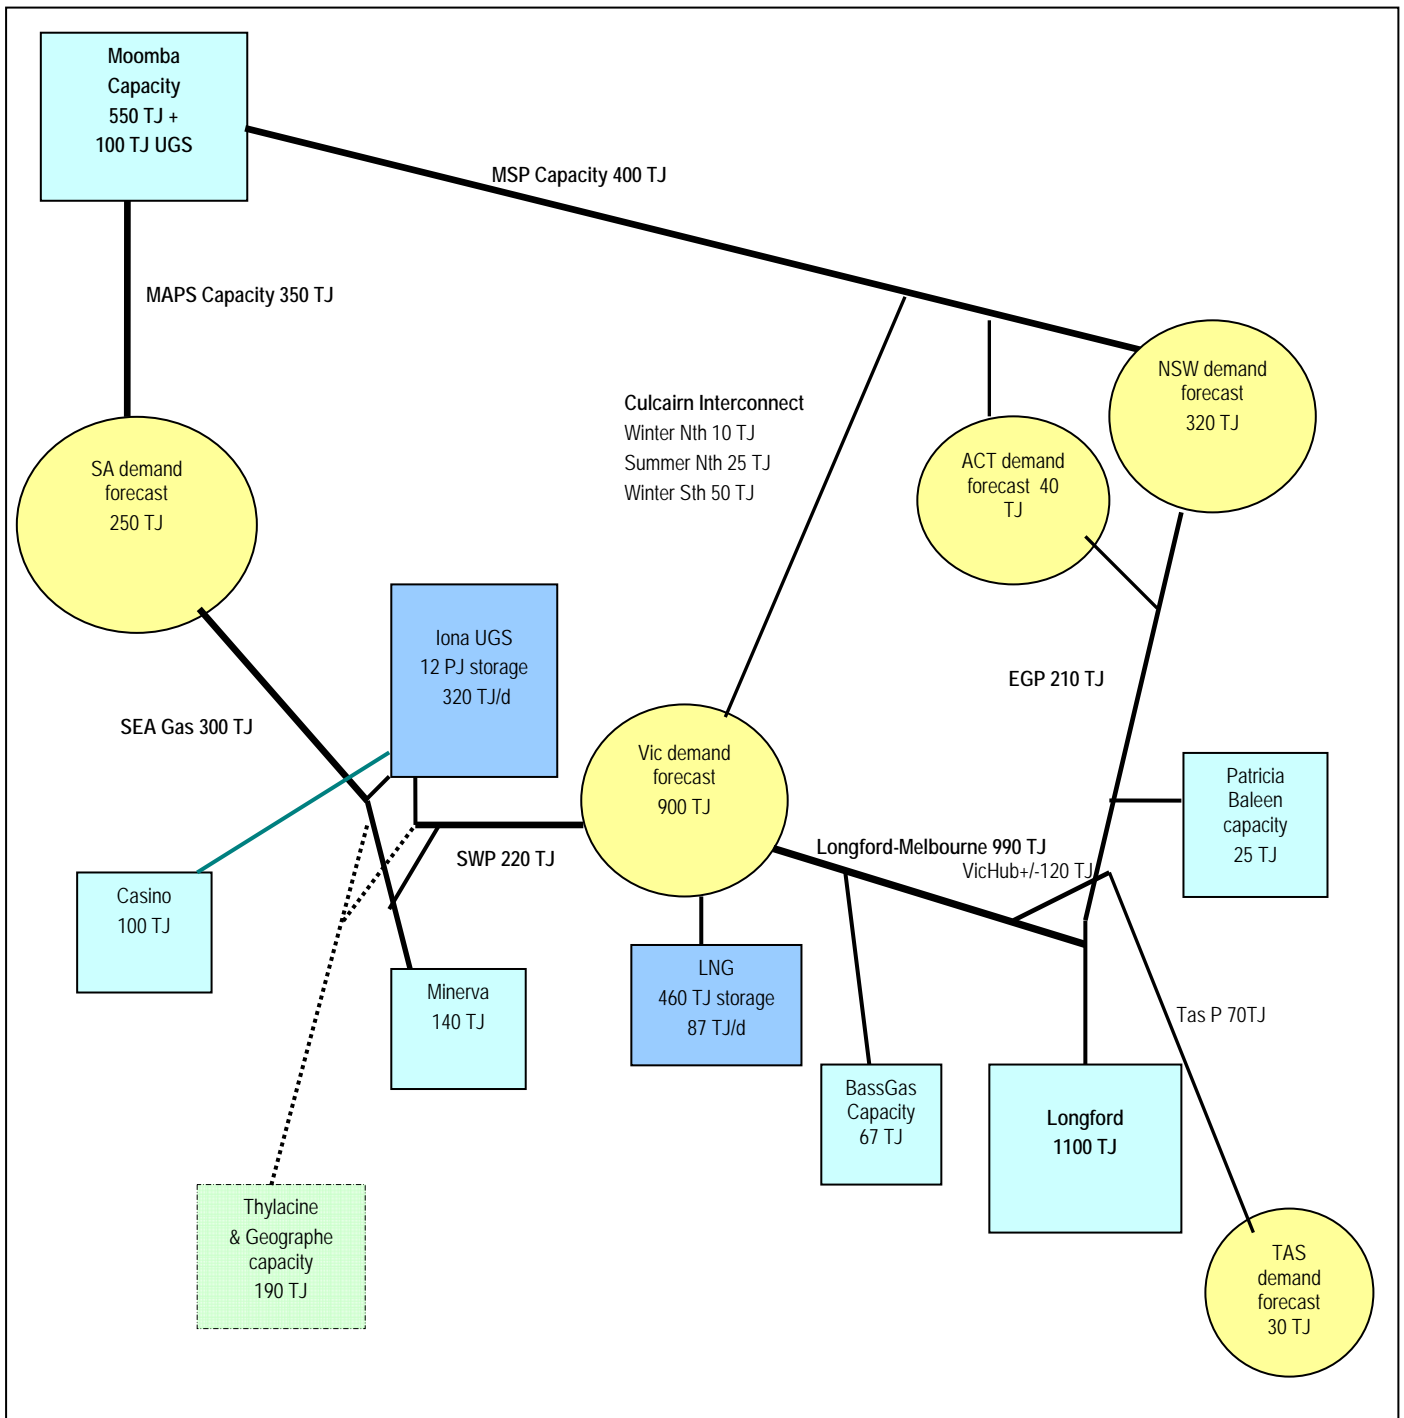 Moomba
Capacity
550 TJ +
100 TJ UGS
MSP Capacity 400 TJ
MAPS Capacity 350 TJ
NSW demand
forecast
320 TJ
Culcairn Interconnect
Winter Nth 10 TJ
Summer Nth 25 TJ
Winter Sth 50 TJ
ACT demand
forecast 40
TJ
SA demand
forecast
250 TJ
Iona UGS
12 PJ storage
320 TJ/d
EGP 210 TJ
SEA Gas 300 TJ
Vic demand
forecast
900 TJ
Patricia
Baleen
capacity
25 TJ
Longford-Melbourne 990 TJ
VicHub+/-120 TJ
SWP 220 TJ
Casino
100 TJ
LNG
460 TJ storage
87 TJ/d
Minerva
140 TJ
Tas P 70TJ
BassGas
Capacity
67 TJ
Longford
1100 TJ
Thylacine
& Geographe
capacity
190 TJ
TAS
demand
forecast
30 TJ